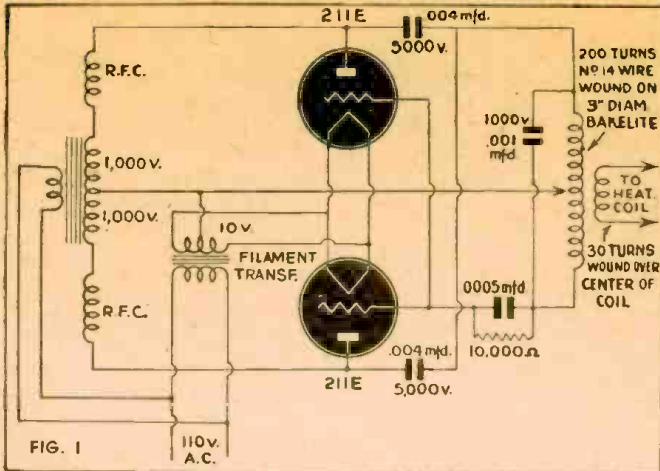 211E
.004 mfd.
5000 v.
R.F.C.
200 TURNS
Nº 14 WIRE
WOUND ON
3" DIAM.
BAKELITE
1000 v
.001
mfd.
1,000 V.
1,000 V.
TO
HEAT.
COIL
10 V.
FILAMENT
TRANSF.
30 TURNS
WOUND OVER
CENTER OF
COIL
.0005 mfd.
R.F.C.
10,000 Ω
.004 mfd.
5,000 v.
211E
110 v.
A.C.
FIG. 1